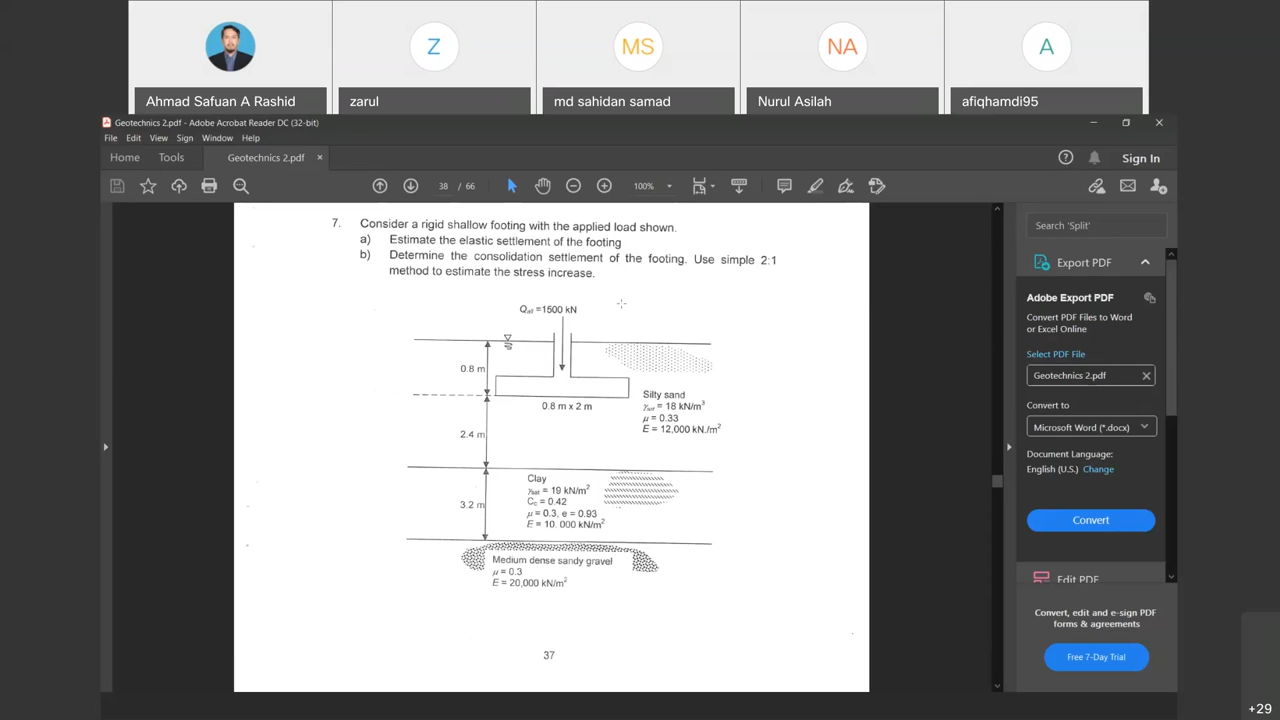 Z
MS
NA
A
Ahmad Safuan A Rashid
zarul
md sahidan samad
Nurul Asilah
afiqhamdi95
Geotechnics 2.pdf - Adobe Acrobat Reader DC (32-bit)
File Edit View Sign Window Help
Home Tools Geotechnics 2.pdf × Sign In
38 / 66 100%
7. Consider a rigid shallow footing with the applied load shown.
a) Estimate the elastic settlement of the footing
b) Determine the consolidation settlement of the footing. Use simple 2:1
method to estimate the stress increase.
Qall =1500 kN
0.8 m
0.8 m x 2 m
Silty sand
γsat = 18 kN/m³
μ = 0.33
E = 12,000 kN./m²
2.4 m
Clay
γsat = 19 kN/m²
Cc = 0.42
μ = 0.3, e = 0.93
E = 10. 000 kN/m²
3.2 m
Medium dense sandy gravel
μ = 0.3
E = 20,000 kN/m²
37
Search 'Split'
Export PDF
Adobe Export PDF
Convert PDF Files to Word
or Excel Online
Select PDF File
Geotechnics 2.pdf
Convert to
Microsoft Word (*.docx)
Document Language:
English (U.S.) Change
Convert
Edit PDF
Convert, edit and e-sign PDF
forms & agreements
Free 7-Day Trial
+29